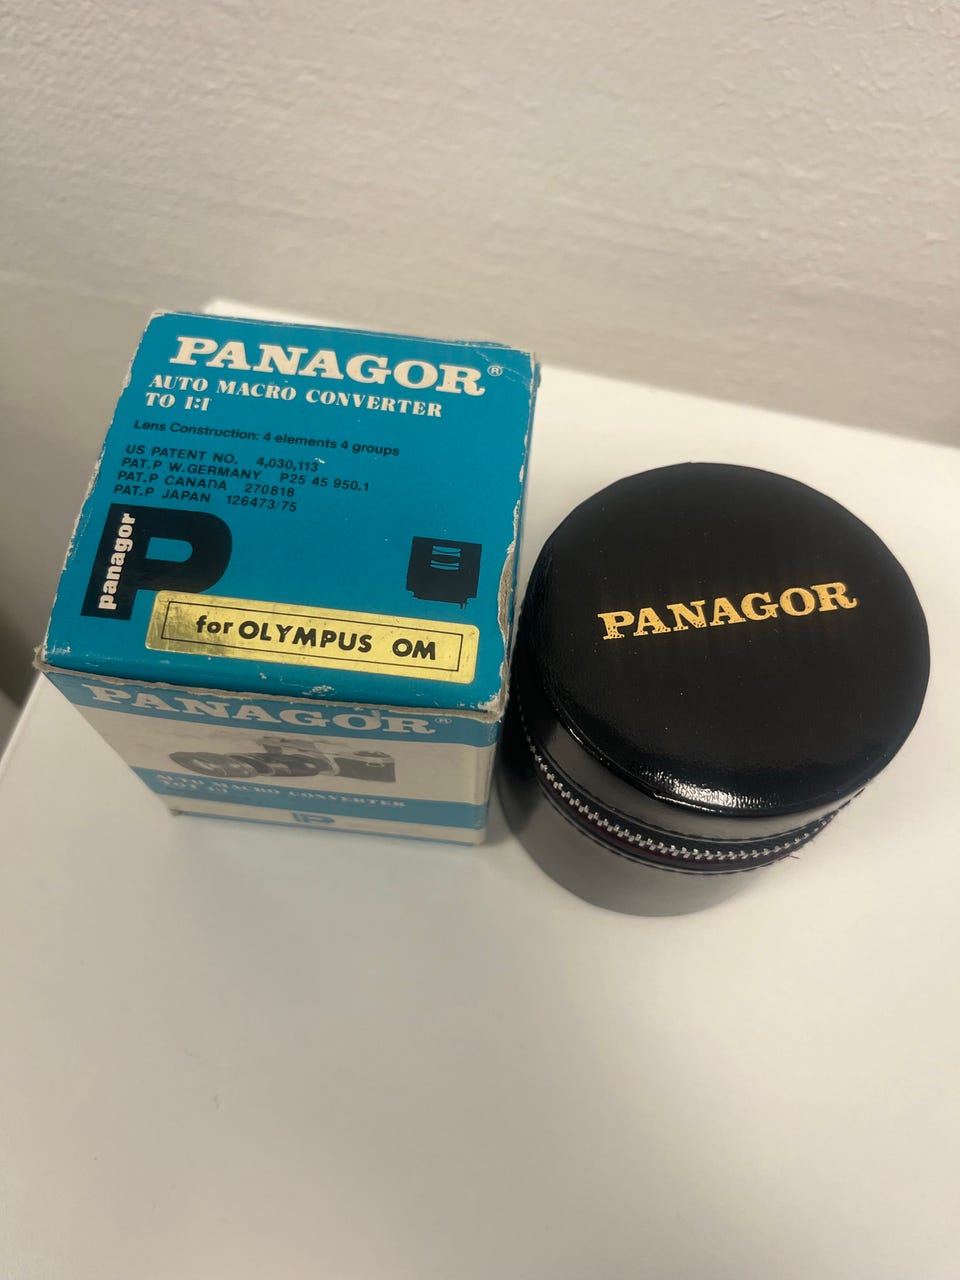 PANAGOR®
AUTO MACRO CONVERTER
TO 1:1
Lens Construction: 4 elements 4 groups
US PATENT NO. 4,030,113
PAT.P W.GERMANY P25 45 950.1
PAT.P CANADA 270818
PAT.P JAPAN 126473/75
panagor
P
for OLYMPUS OM
PANAGOR®
AUTO MACRO CONVERTER
P
PANAGOR